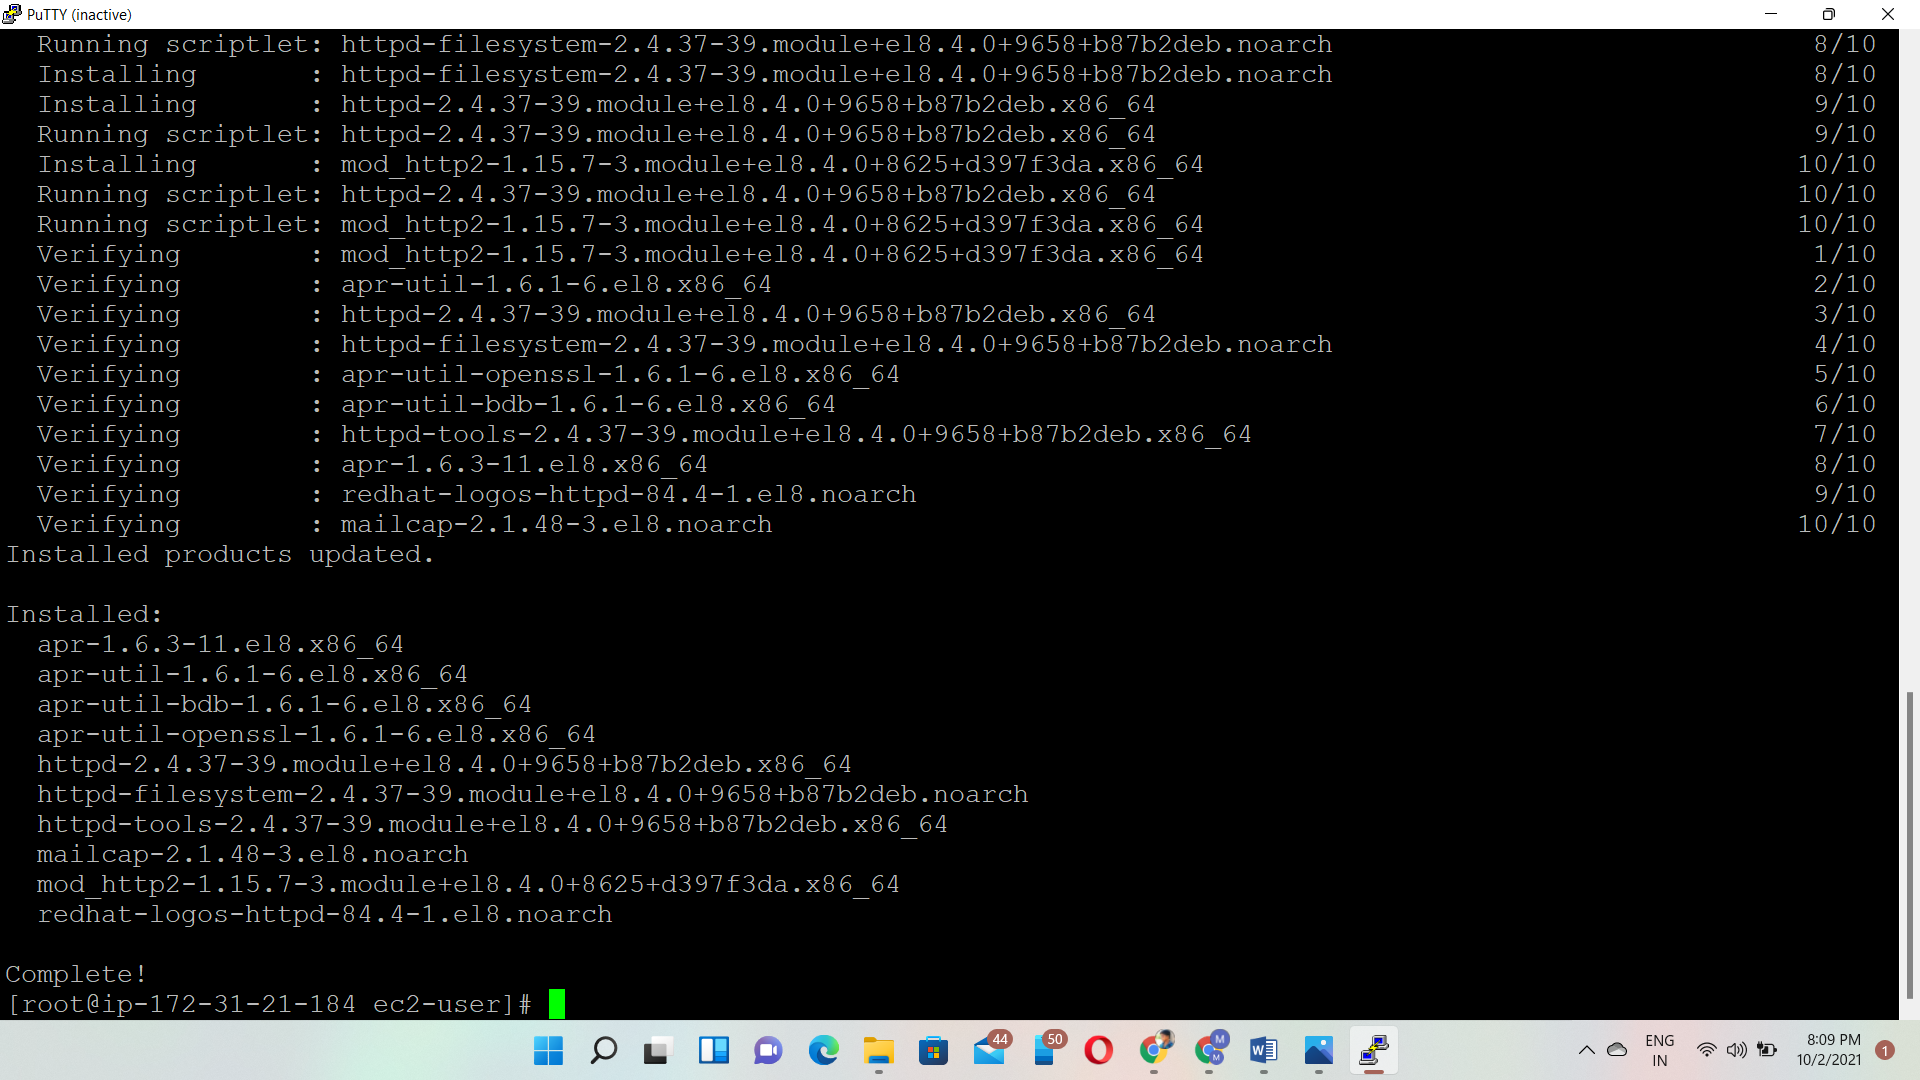 PuTTY (inactive)
Running scriptlet: httpd-filesystem-2.4.37-39.module+el8.4.0+9658+b87b2deb.noarch 8/10
Installing : httpd-filesystem-2.4.37-39.module+el8.4.0+9658+b87b2deb.noarch 8/10
Installing : httpd-2.4.37-39.module+el8.4.0+9658+b87b2deb.x86_64 9/10
Running scriptlet: httpd-2.4.37-39.module+el8.4.0+9658+b87b2deb.x86_64 9/10
Installing : mod_http2-1.15.7-3.module+el8.4.0+8625+d397f3da.x86_64 10/10
Running scriptlet: httpd-2.4.37-39.module+el8.4.0+9658+b87b2deb.x86_64 10/10
Running scriptlet: mod_http2-1.15.7-3.module+el8.4.0+8625+d397f3da.x86_64 10/10
Verifying : mod_http2-1.15.7-3.module+el8.4.0+8625+d397f3da.x86_64 1/10
Verifying : apr-util-1.6.1-6.el8.x86_64 2/10
Verifying : httpd-2.4.37-39.module+el8.4.0+9658+b87b2deb.x86_64 3/10
Verifying : httpd-filesystem-2.4.37-39.module+el8.4.0+9658+b87b2deb.noarch 4/10
Verifying : apr-util-openssl-1.6.1-6.el8.x86_64 5/10
Verifying : apr-util-bdb-1.6.1-6.el8.x86_64 6/10
Verifying : httpd-tools-2.4.37-39.module+el8.4.0+9658+b87b2deb.x86_64 7/10
Verifying : apr-1.6.3-11.el8.x86_64 8/10
Verifying : redhat-logos-httpd-84.4-1.el8.noarch 9/10
Verifying : mailcap-2.1.48-3.el8.noarch 10/10
Installed products updated.
Installed:
apr-1.6.3-11.el8.x86_64
apr-util-1.6.1-6.el8.x86_64
apr-util-bdb-1.6.1-6.el8.x86_64
apr-util-openssl-1.6.1-6.el8.x86_64
httpd-2.4.37-39.module+el8.4.0+9658+b87b2deb.x86_64
httpd-filesystem-2.4.37-39.module+el8.4.0+9658+b87b2deb.noarch
httpd-tools-2.4.37-39.module+el8.4.0+9658+b87b2deb.x86_64
mailcap-2.1.48-3.el8.noarch
mod_http2-1.15.7-3.module+el8.4.0+8625+d397f3da.x86_64
redhat-logos-httpd-84.4-1.el8.noarch
Complete!
[root@ip-172-31-21-184 ec2-user]#
44 50 M M W ENG 8:09 PM
IN 10/2/2021 1